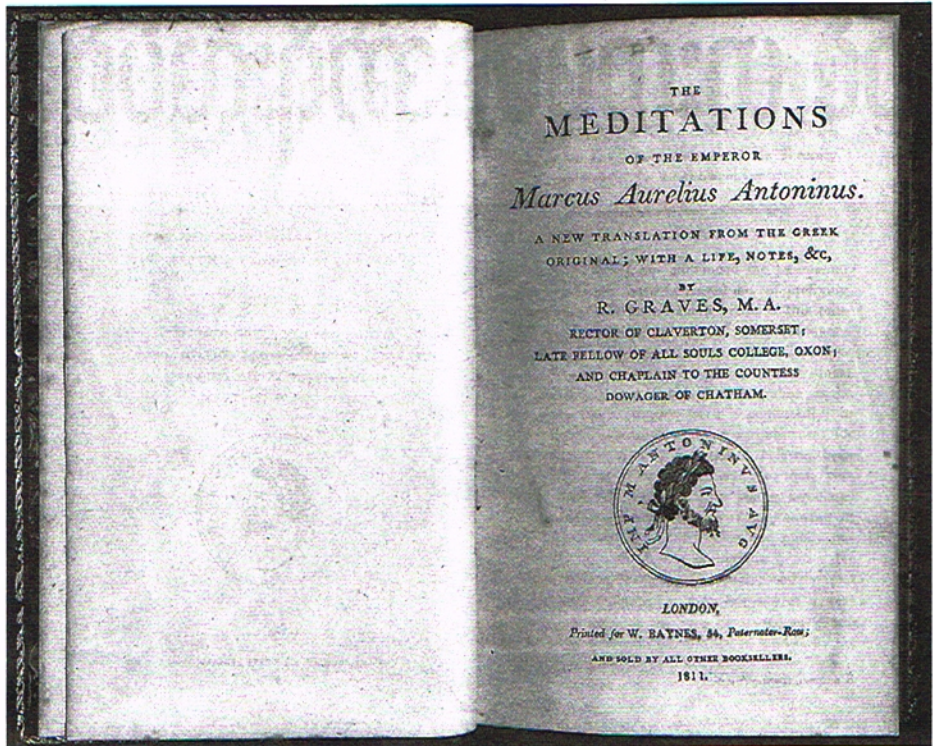 THE
MEDITATIONS
OF THE EMPEROR
Marcus Aurelius Antoninus.
A NEW TRANSLATION FROM THE GREEK
ORIGINAL; WITH A LIFE, NOTES, &c,
BY
R. GRAVES, M. A.
RECTOR OF CLAVERTON, SOMERSET;
LATE FELLOW OF ALL SOULS COLLEGE, OXON;
AND CHAPLAIN TO THE COUNTESS
DOWAGER OF CHATHAM.
IMP, M ANTONINVS AVG
LONDON,
Printed for W. BAYNES, 54, Paternoster-Row;
AND SOLD BY ALL OTHER BOOKSELLERS.
1811.